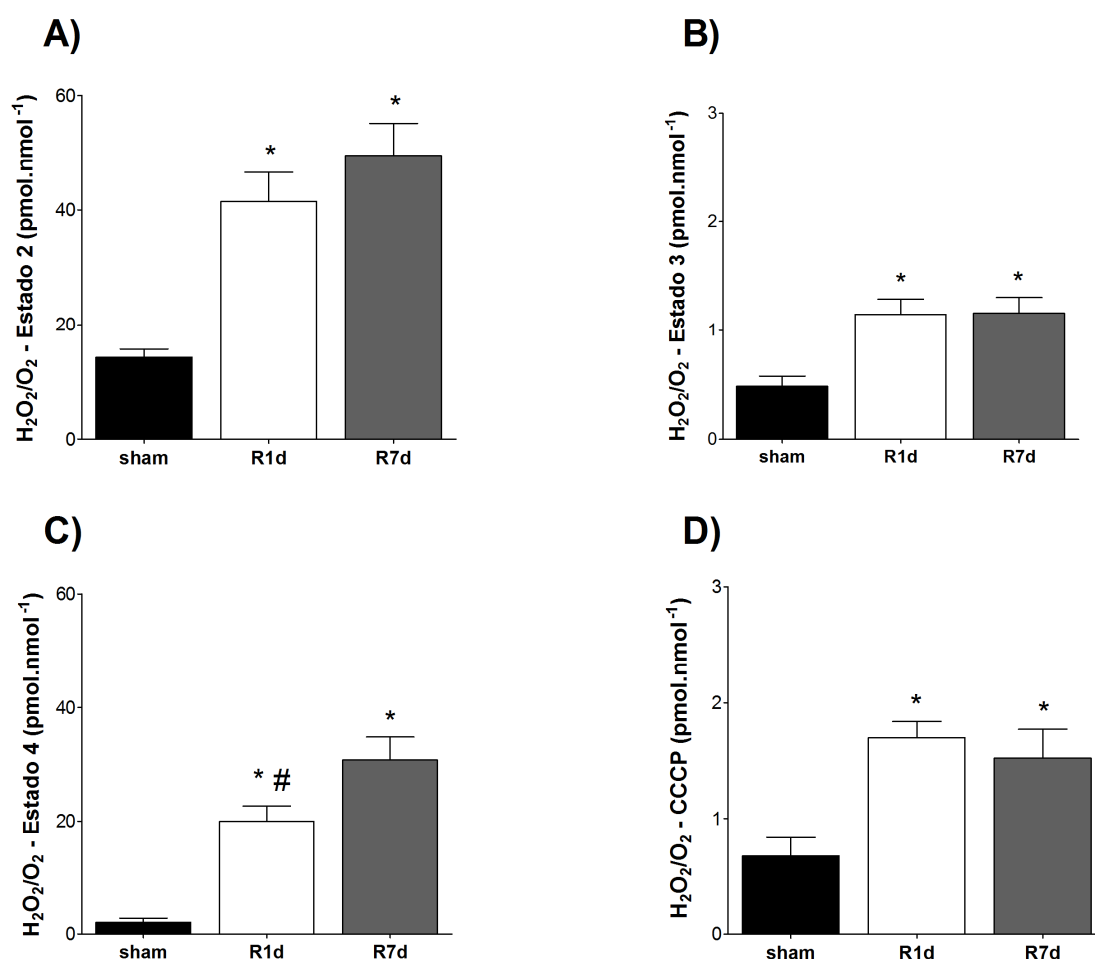 A)
H₂O₂/O₂ - Estado 2 (pmol.nmol⁻¹)
60
40
20
0
*
*
sham R1d R7d
B)
H₂O₂/O₂ - Estado 3 (pmol.nmol⁻¹)
3
2
1
0
*
*
sham R1d R7d
C)
H₂O₂/O₂ - Estado 4 (pmol.nmol⁻¹)
60
40
20
0
* #
*
sham R1d R7d
D)
H₂O₂/O₂ - CCCP (pmol.nmol⁻¹)
3
2
1
0
*
*
sham R1d R7d